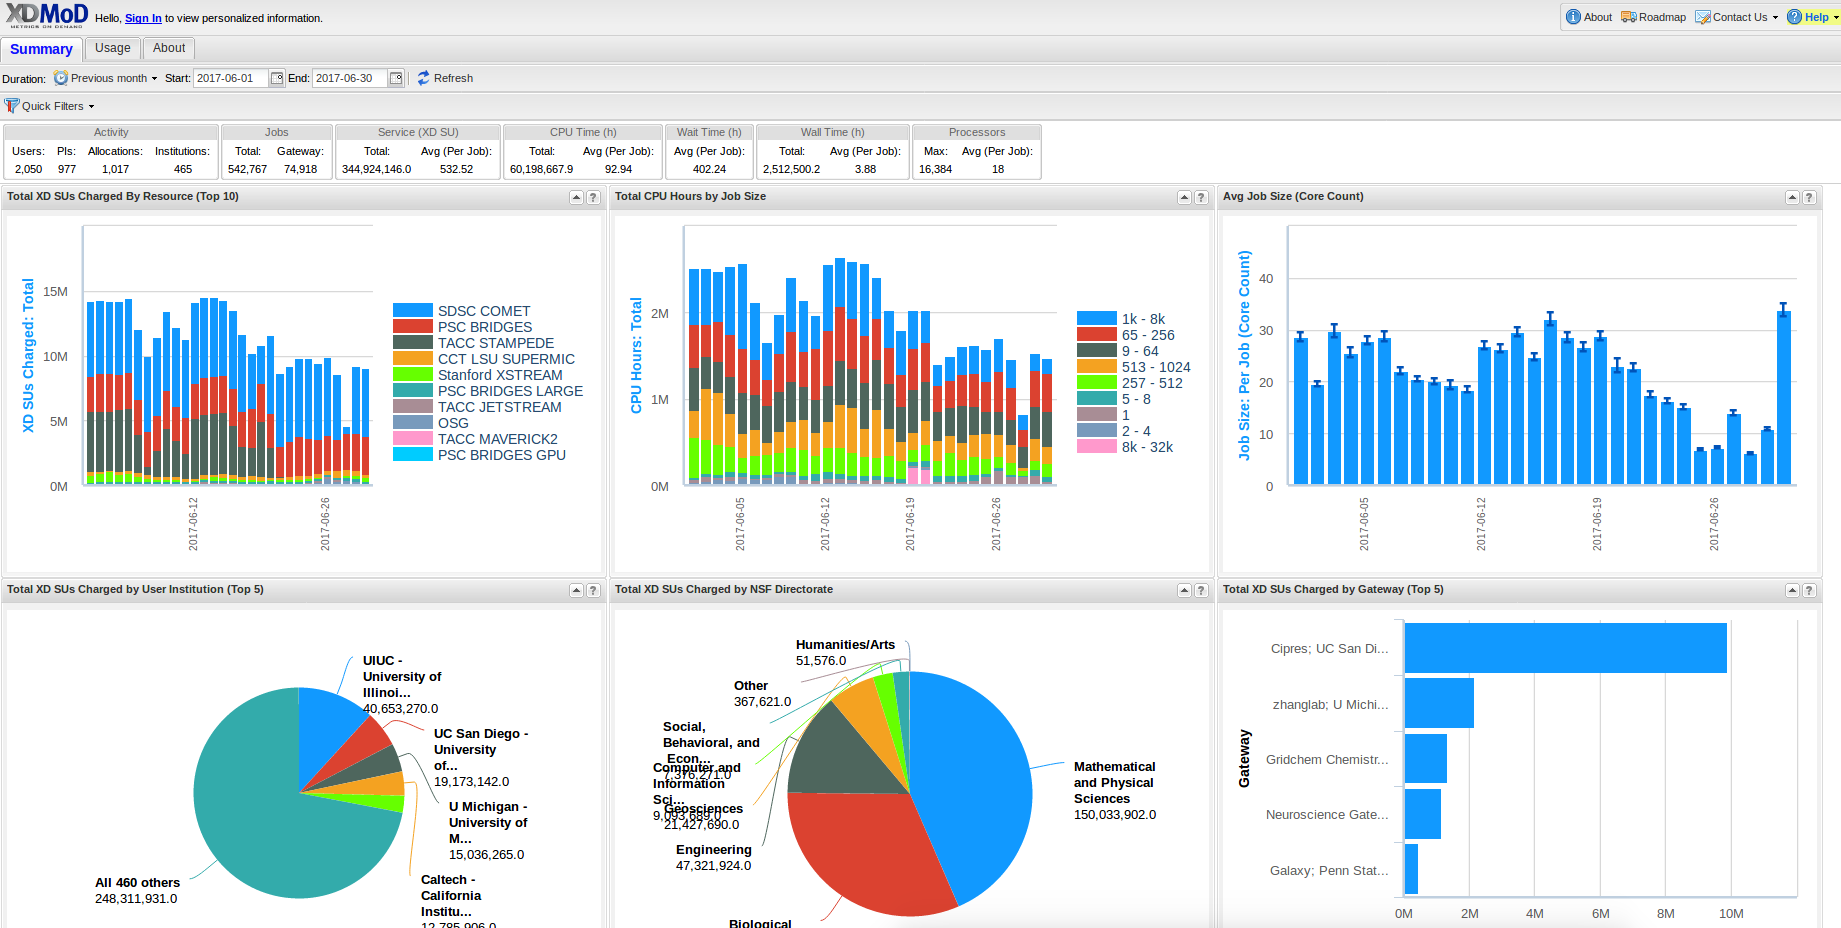 XDMoD
METRICS ON DEMAND
Hello, Sign In to view personalized information.
About Roadmap Contact Us Help
Summary Usage About
Duration: Previous month Start: 2017-06-01 End: 2017-06-30 Refresh
Quick Filters
Activity Jobs Service (XD SU) CPU Time (h) Wait Time (h) Wall Time (h) Processors
Users: PIs: Allocations: Institutions: Total: Gateway: Total: Avg (Per Job): Total: Avg (Per Job): Avg (Per Job): Total: Avg (Per Job): Max: Avg (Per Job):
2,050 977 1,017 465 542,767 74,918 344,924,146.0 532.52 60,198,667.9 92.94 402.24 2,512,500.2 3.88 16,384 18
Total XD SUs Charged By Resource (Top 10)
XD SUs Charged: Total
15M
10M
5M
0M
2017-06-12
2017-06-26
SDSC COMET
PSC BRIDGES
TACC STAMPEDE
CCT LSU SUPERMIC
Stanford XSTREAM
PSC BRIDGES LARGE
TACC JETSTREAM
OSG
TACC MAVERICK2
PSC BRIDGES GPU
Total CPU Hours by Job Size
CPU Hours: Total
2M
1M
0M
2017-06-05
2017-06-12
2017-06-19
2017-06-26
1k - 8k
65 - 256
9 - 64
513 - 1024
257 - 512
5 - 8
1
2 - 4
8k - 32k
Avg Job Size (Core Count)
Job Size: Per Job (Core Count)
40
30
20
10
0
2017-06-05
2017-06-12
2017-06-19
2017-06-26
Total XD SUs Charged by User Institution (Top 5)
UIUC -
University of
Illinoi...
40,653,270.0
UC San Diego -
University
of...
19,173,142.0
U Michigan -
University of
M...
15,036,265.0
Caltech -
California
Institu...
12,785,906.0
All 460 others
248,311,931.0
Total XD SUs Charged by NSF Directorate
Humanities/Arts
51,576.0
Other
367,621.0
Social,
Behavioral, and
Econ...
7,376,271.0
Computer and
Information
Sci...
9,093,689.0
Geosciences
21,427,690.0
Engineering
47,321,924.0
Biological
Mathematical
and Physical
Sciences
150,033,902.0
Total XD SUs Charged by Gateway (Top 5)
Gateway
Cipres; UC San Di...
zhanglab; U Michi...
Gridchem Chemistr...
Neuroscience Gate...
Galaxy; Penn Stat...
0M 2M 4M 6M 8M 10M